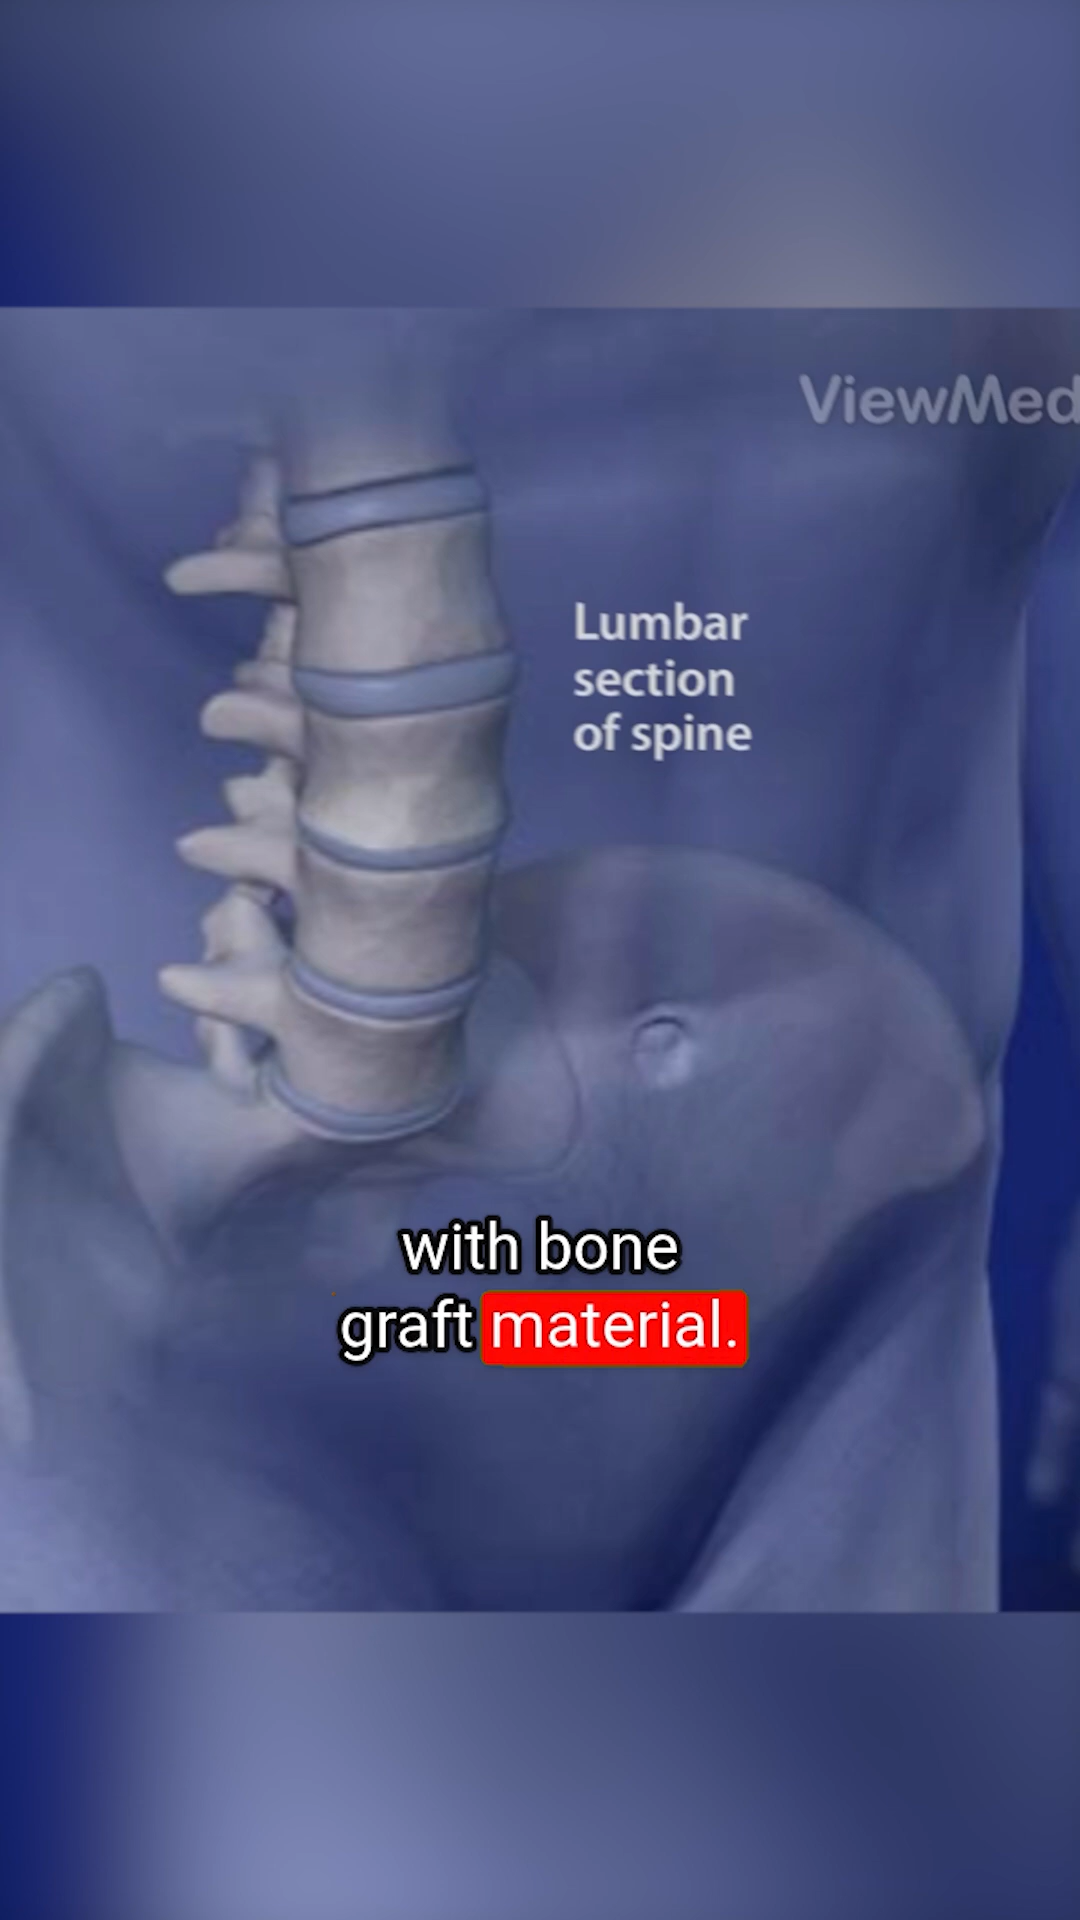 ViewMed
Lumbar
section
of spine
with bone
graft material.